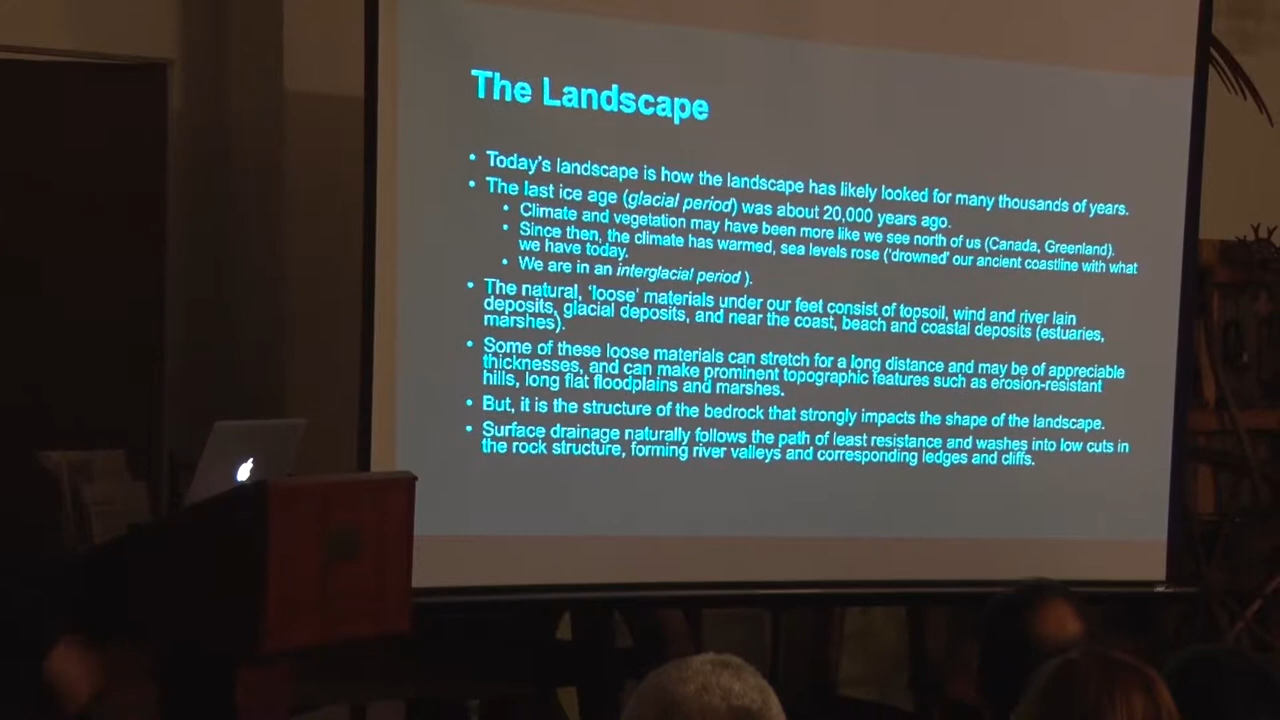 The Landscape
• Today's landscape is how the landscape has likely looked for many thousands of years.
• The last ice age (glacial period) was about 20,000 years ago.
• Climate and vegetation may have been more like we see north of us (Canada, Greenland).
• Since then, the climate has warmed, sea levels rose ('drowned' our ancient coastline with what
we have today.
• We are in an interglacial period ).
• The natural, 'loose' materials under our feet consist of topsoil, wind and river lain
deposits, glacial deposits, and near the coast, beach and coastal deposits (estuaries,
marshes).
• Some of these loose materials can stretch for a long distance and may be of appreciable
thicknesses, and can make prominent topographic features such as erosion-resistant
hills, long flat floodplains and marshes.
• But, it is the structure of the bedrock that strongly impacts the shape of the landscape.
• Surface drainage naturally follows the path of least resistance and washes into low cuts in
the rock structure, forming river valleys and corresponding ledges and cliffs.